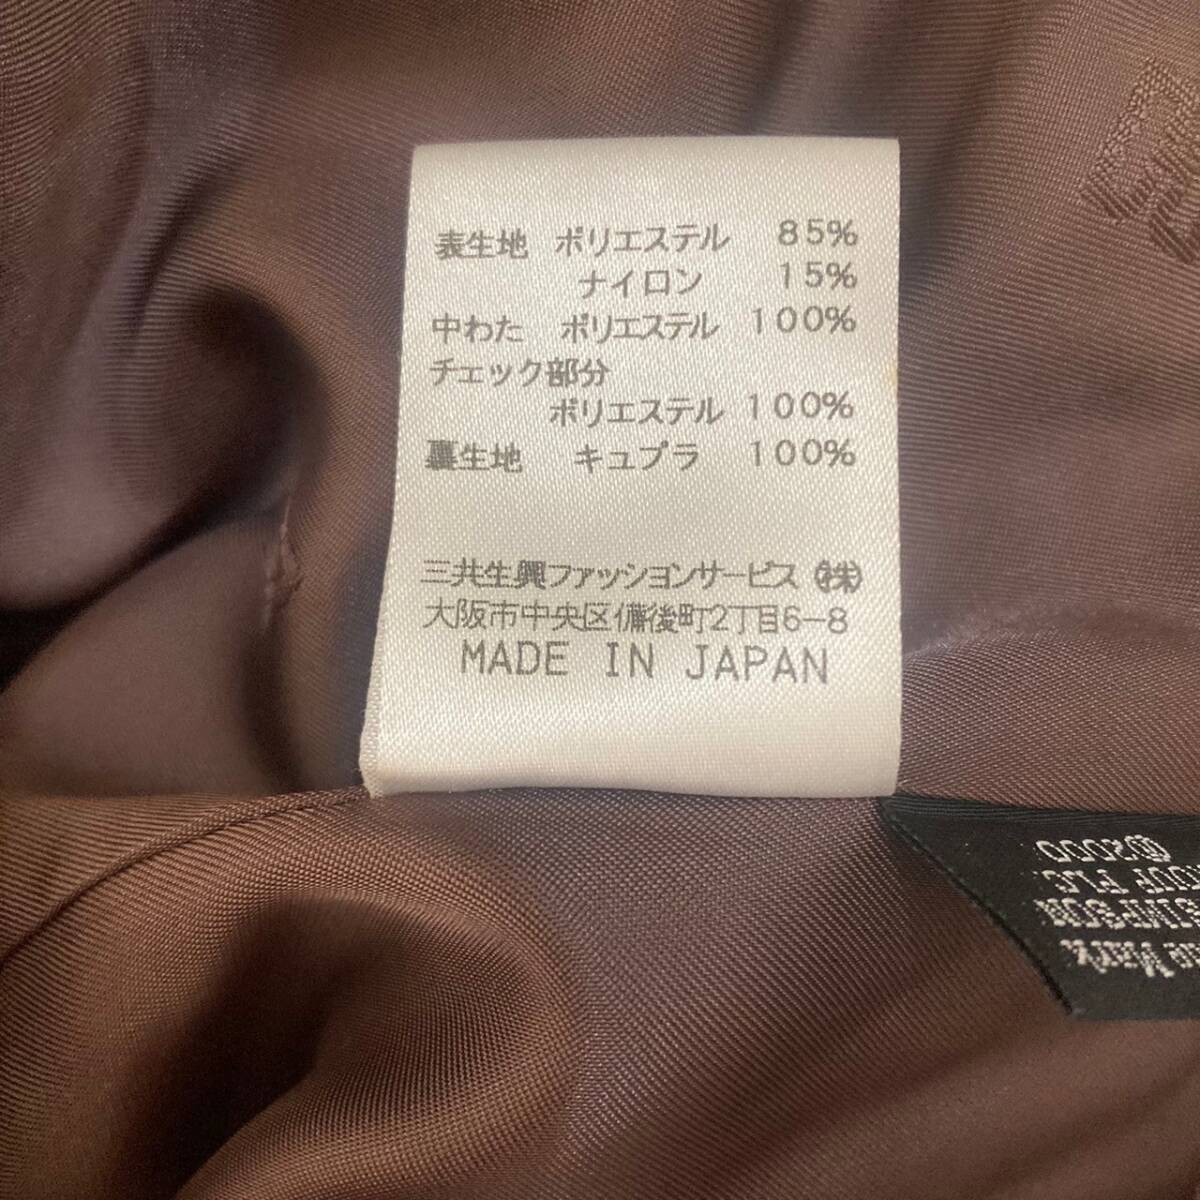 表生地 ポリエステル 85%
ナイロン 15%
中わた ポリエステル 100%
チェック部分
ポリエステル 100%
裏生地 キュプラ 100%
三共生興ファッションサービス(株)
大阪市中央区備後町2丁目6-8
MADE IN JAPAN
SIMPSON
PLC.
©2000